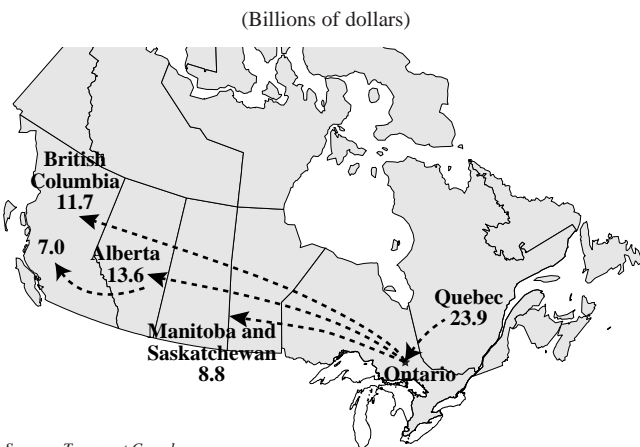 (Billions of dollars)
British
Columbia
11.7
7.0
Alberta
13.6
Quebec
23.9
Manitoba and
Saskatchewan
8.8
Ontario